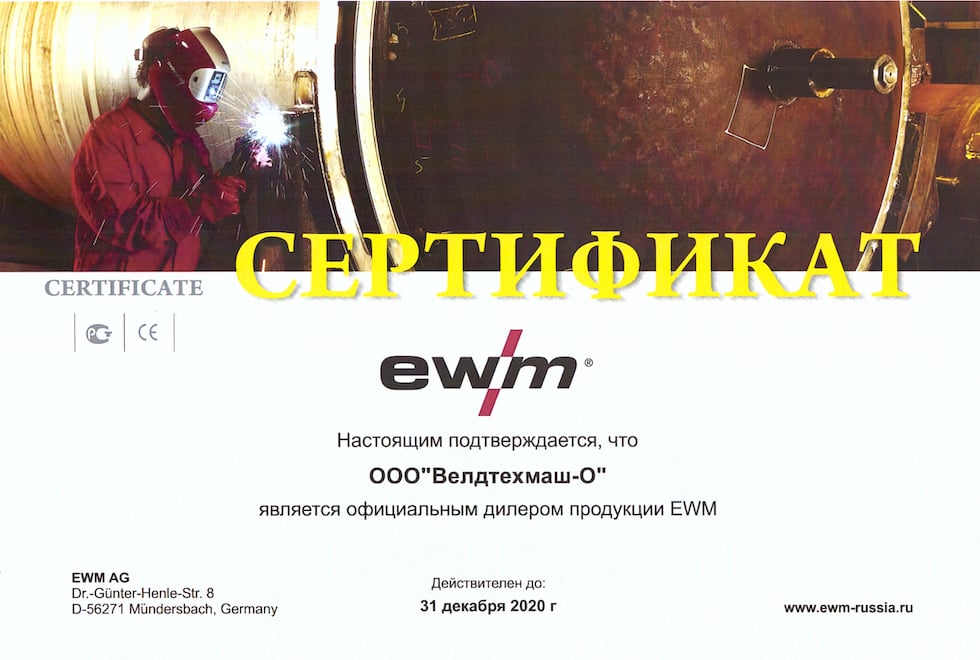 СЕРТИФИКАТ
CERTIFICATE
РСТ CE
ewm®
Настоящим подтверждается, что
ООО"Велдтехмаш-О"
является официальным дилером продукции EWM
EWM AG
Dr.-Günter-Henle-Str. 8
D-56271 Mündersbach, Germany
Действителен до:
31 декабря 2020 г
www.ewm-russia.ru